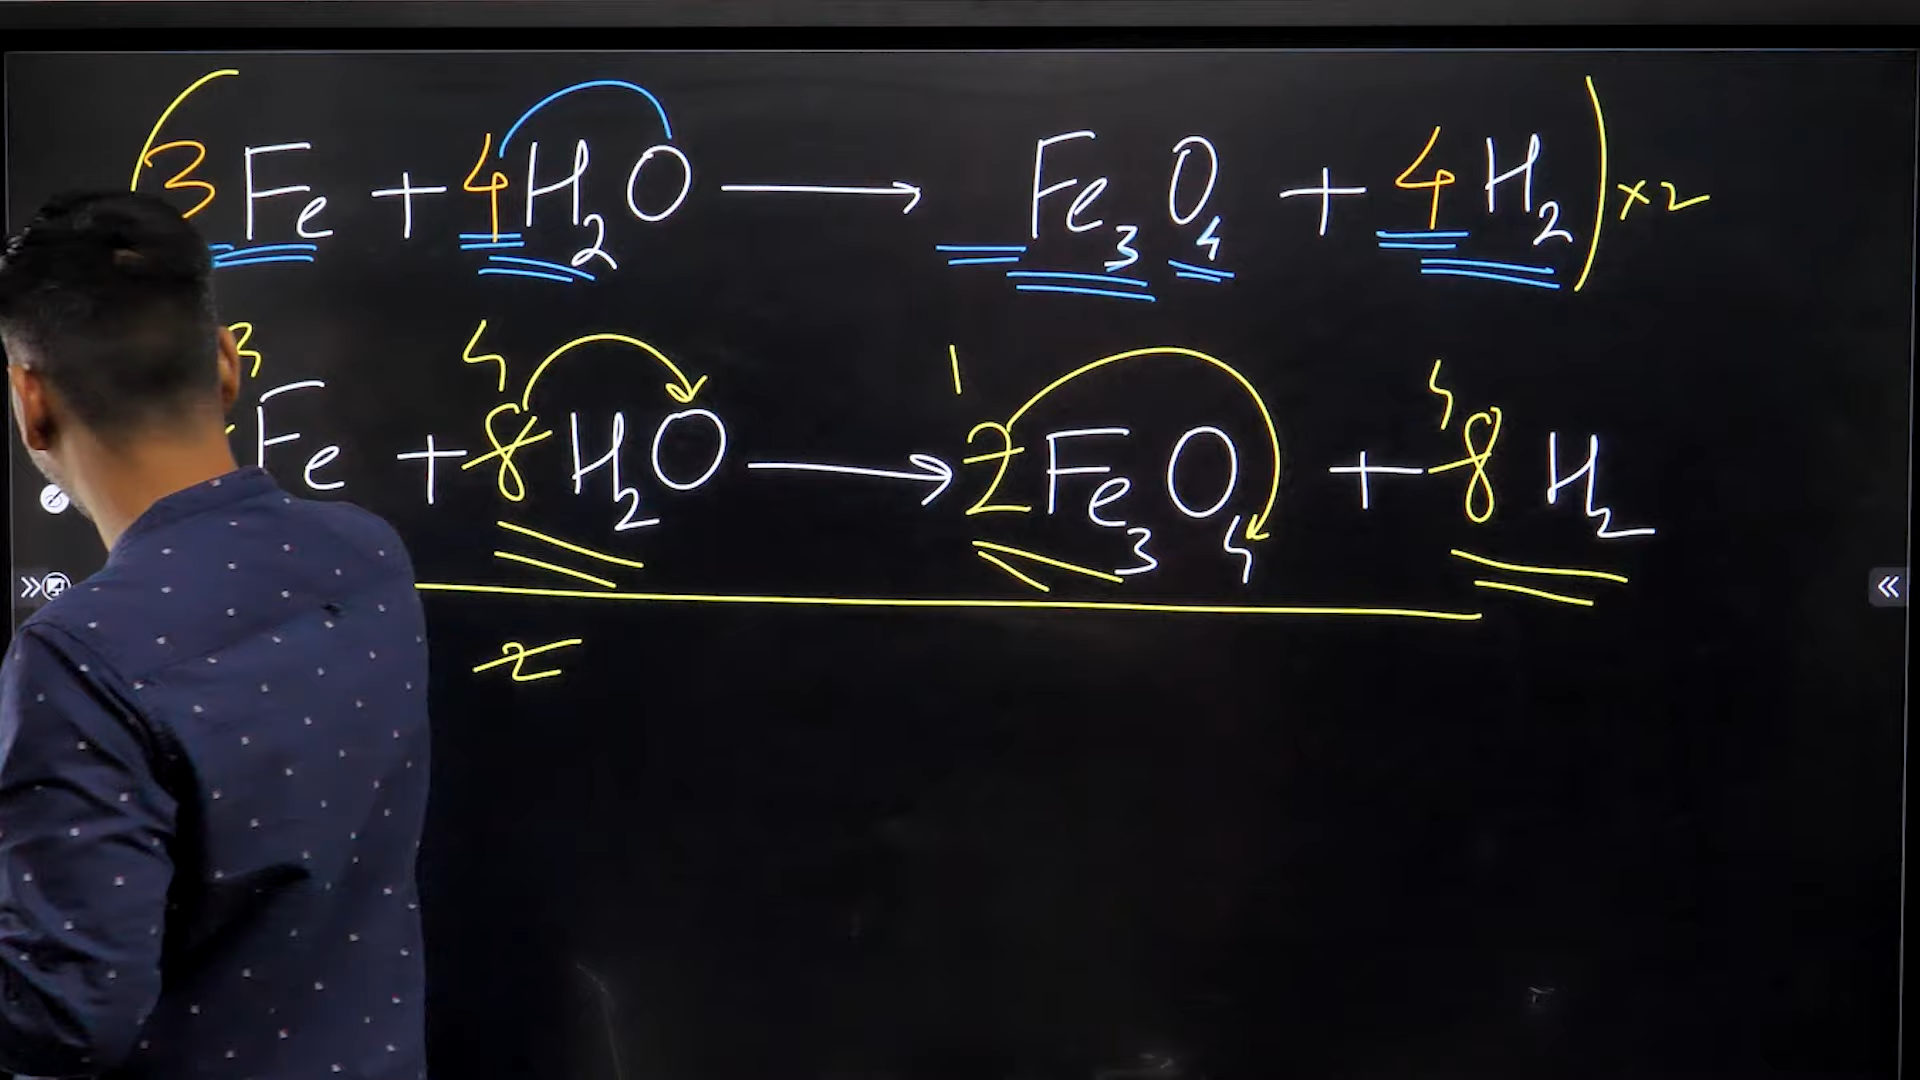 (3Fe + 4H₂O ⟶ Fe₃O₄ + 4H₂) ×2
3 4 1 4
Fe + 8H₂O ⟶ 2Fe₃O₄ + 8H₂
2